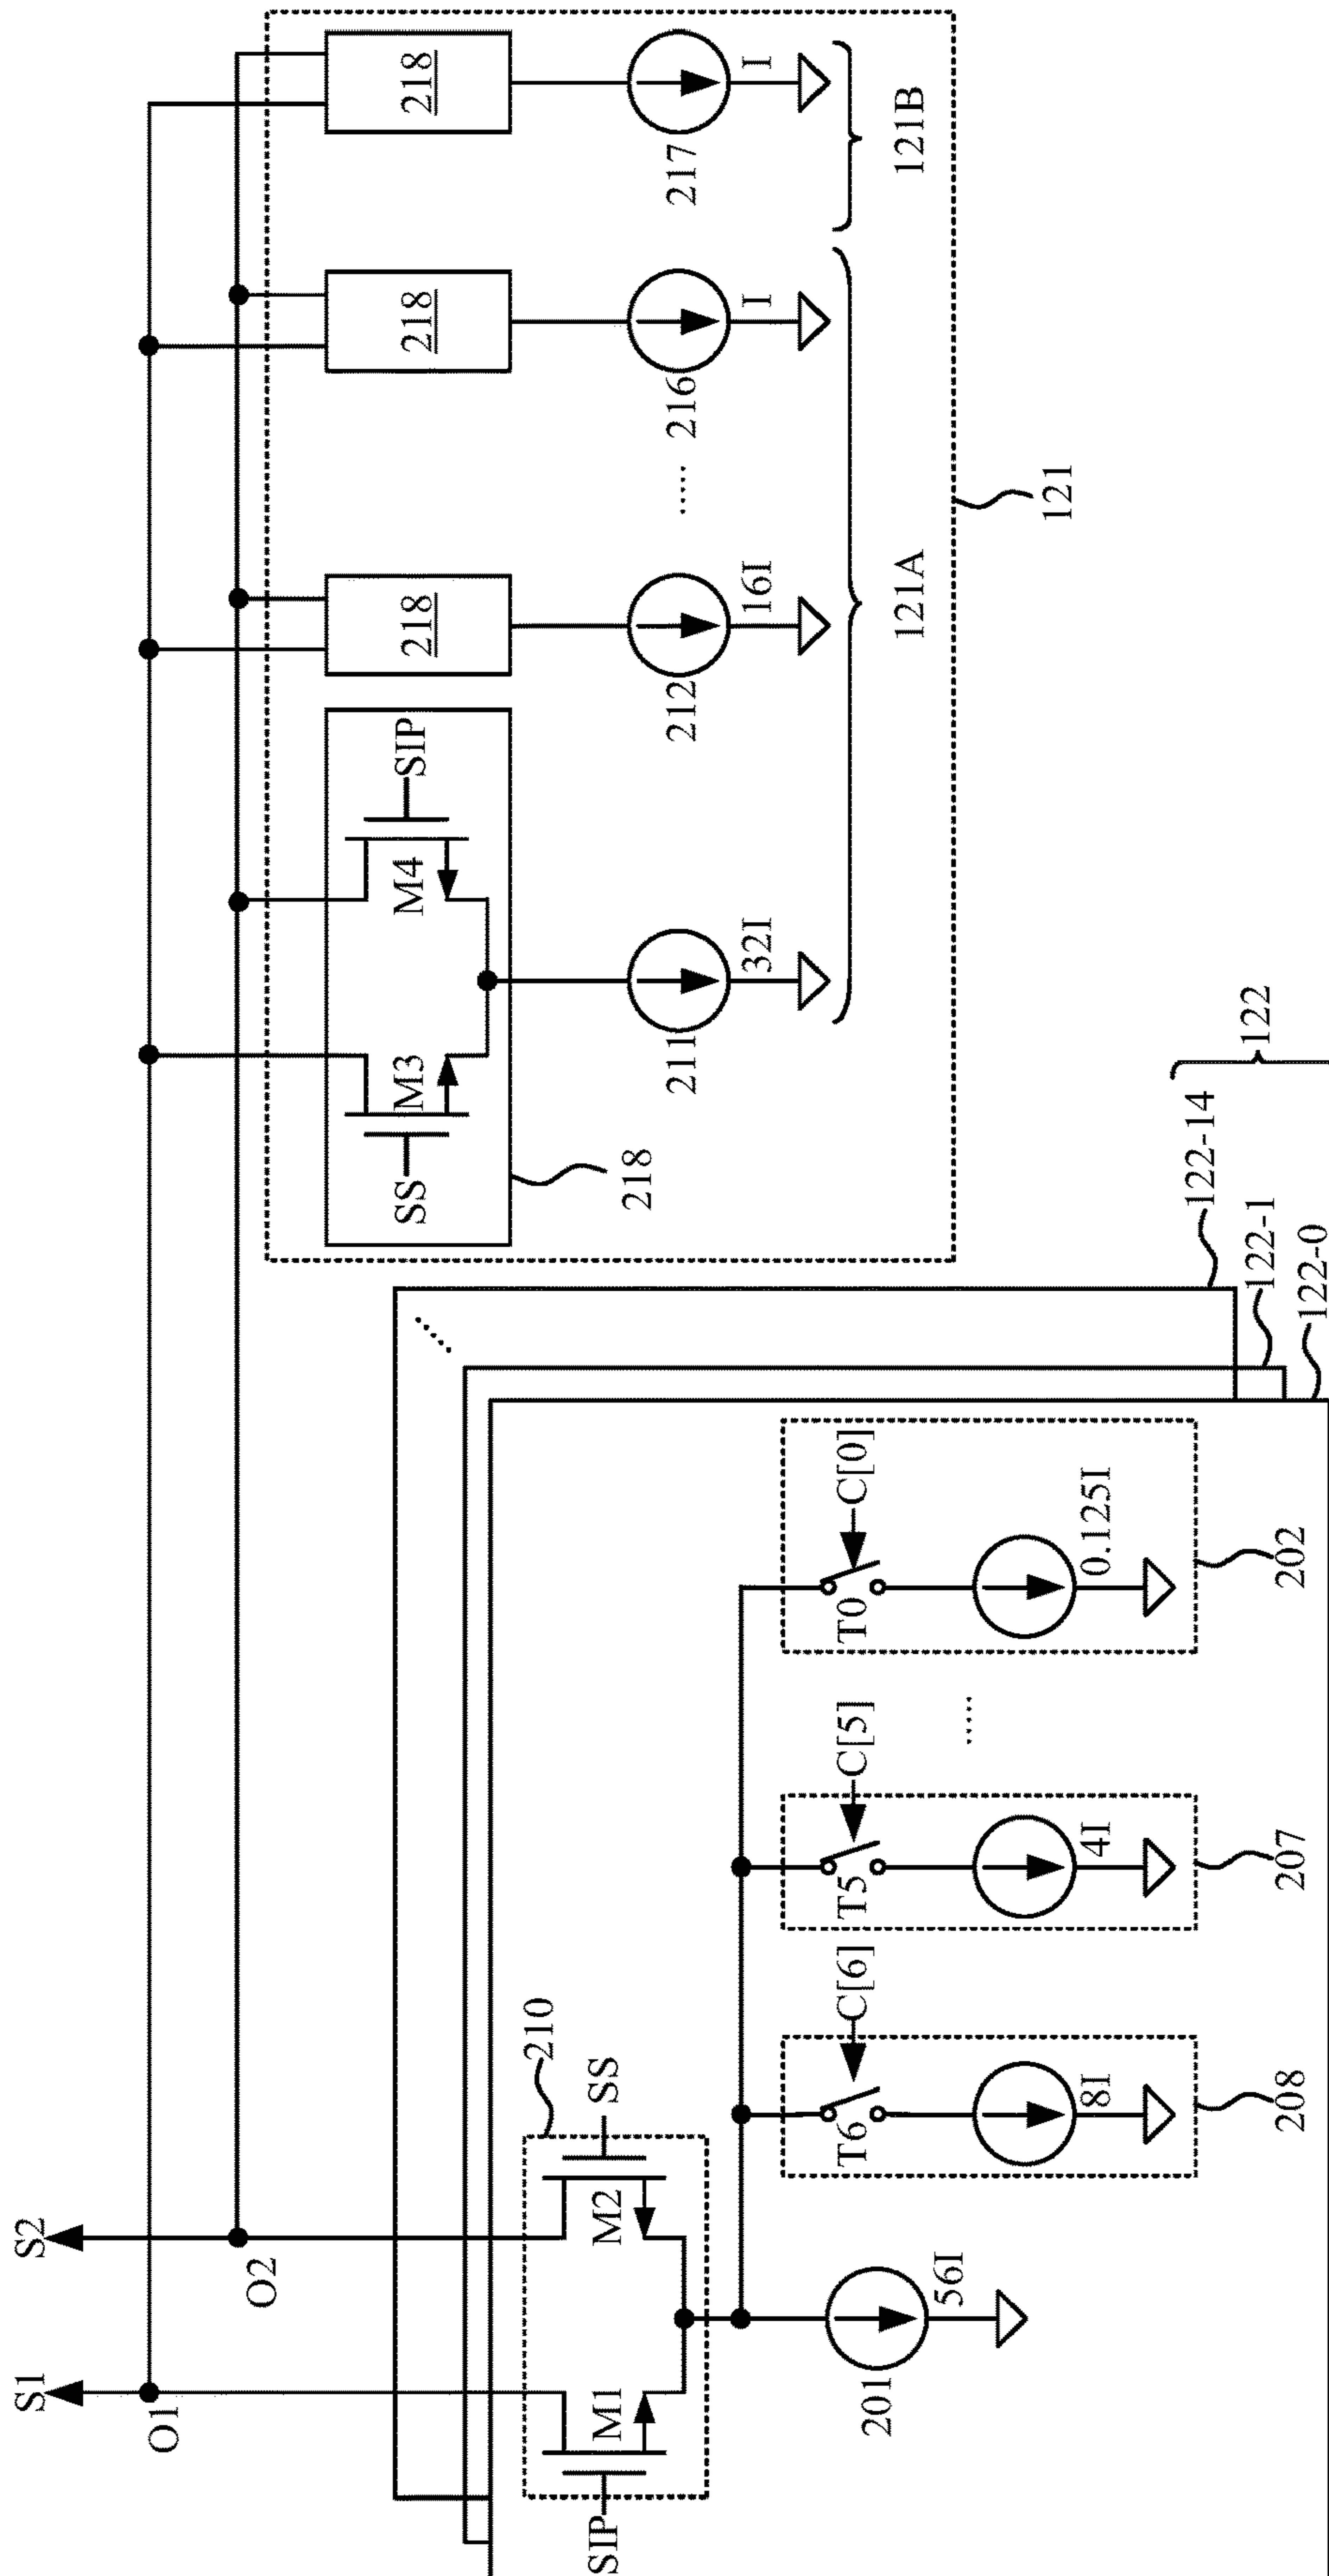 S1
S2
O1
O2
SIP
M1
M2
SS
210
201
56I
T6
C[6]
8I
208
T5
C[5]
4I
207
.....
T0
C[0]
0.125I
202
.....
122-0
122-1
122-14
122
SS
M3
M4
SIP
218
211
32I
218
212
16I
.....
218
216
I
218
217
I
121A
121B
121